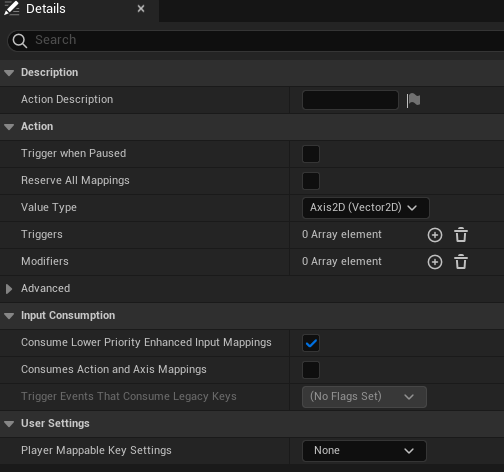 Details
Search
Description
Action Description
Action
Trigger when Paused
Reserve All Mappings
Value Type Axis2D (Vector2D)
Triggers 0 Array element
Modifiers 0 Array element
Advanced
Input Consumption
Consume Lower Priority Enhanced Input Mappings
Consumes Action and Axis Mappings
Trigger Events That Consume Legacy Keys (No Flags Set)
User Settings
Player Mappable Key Settings None